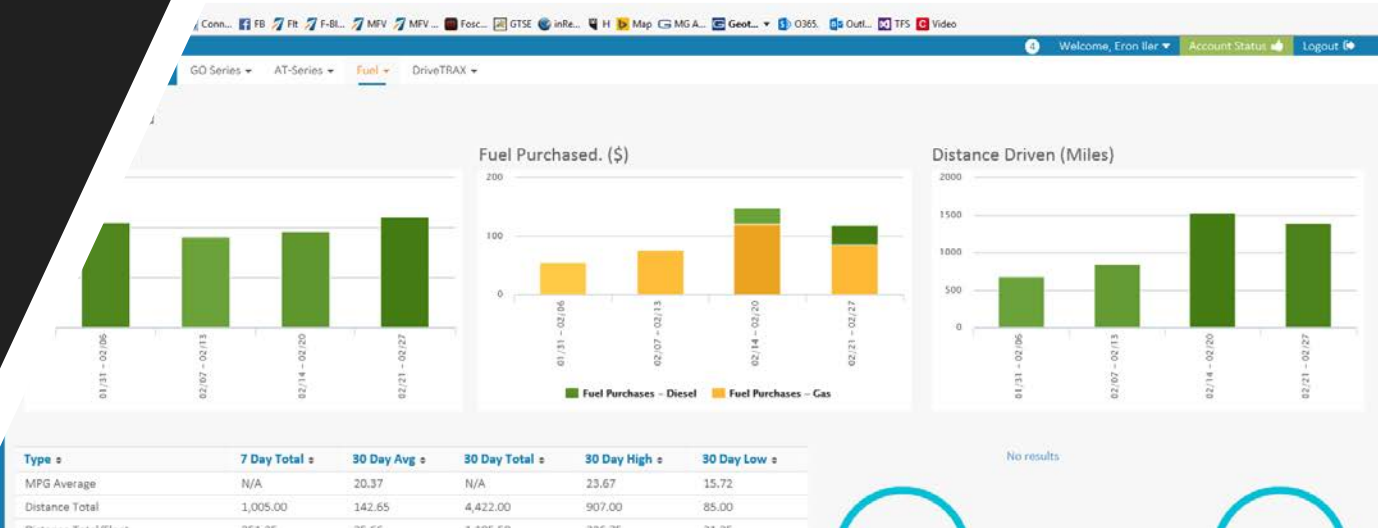 Conn... FB Flt F-Bl... MFV MFV ... Fosc... GTSE inRe... H Map MG A... Geot... O365. Outl... TFS Video
4 Welcome, Eron Iler Account Status Logout
GO Series AT-Series Fuel DriveTRAX
Fuel Purchased. ($)
200
100
0
01/31 - 02/06
02/07 - 02/13
02/14 - 02/20
02/21 - 02/27
Fuel Purchases - Diesel Fuel Purchases - Gas
Distance Driven (Miles)
2000
1500
1000
500
0
01/31 - 02/06
02/07 - 02/13
02/14 - 02/20
02/21 - 02/27
01/31 - 02/06
02/07 - 02/13
02/14 - 02/20
02/21 - 02/27
Type 7 Day Total 30 Day Avg 30 Day Total 30 Day High 30 Day Low
MPG Average N/A 20.37 N/A 23.67 15.72
Distance Total 1,005.00 142.65 4,422.00 907.00 85.00
No results